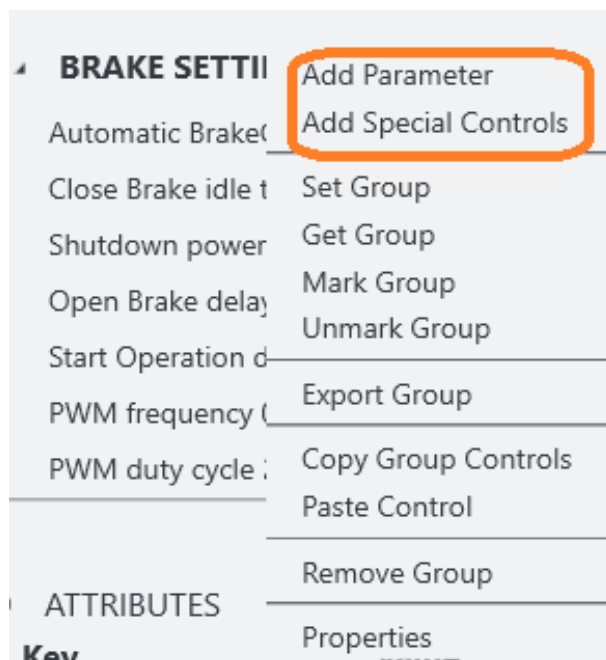 BRAKE SETTI
Automatic Brake
Close Brake idle t
Shutdown power
Open Brake delay
Start Operation d
PWM frequency
PWM duty cycle
ATTRIBUTES
Key
Add Parameter
Add Special Controls
Set Group
Get Group
Mark Group
Unmark Group
Export Group
Copy Group Controls
Paste Control
Remove Group
Properties